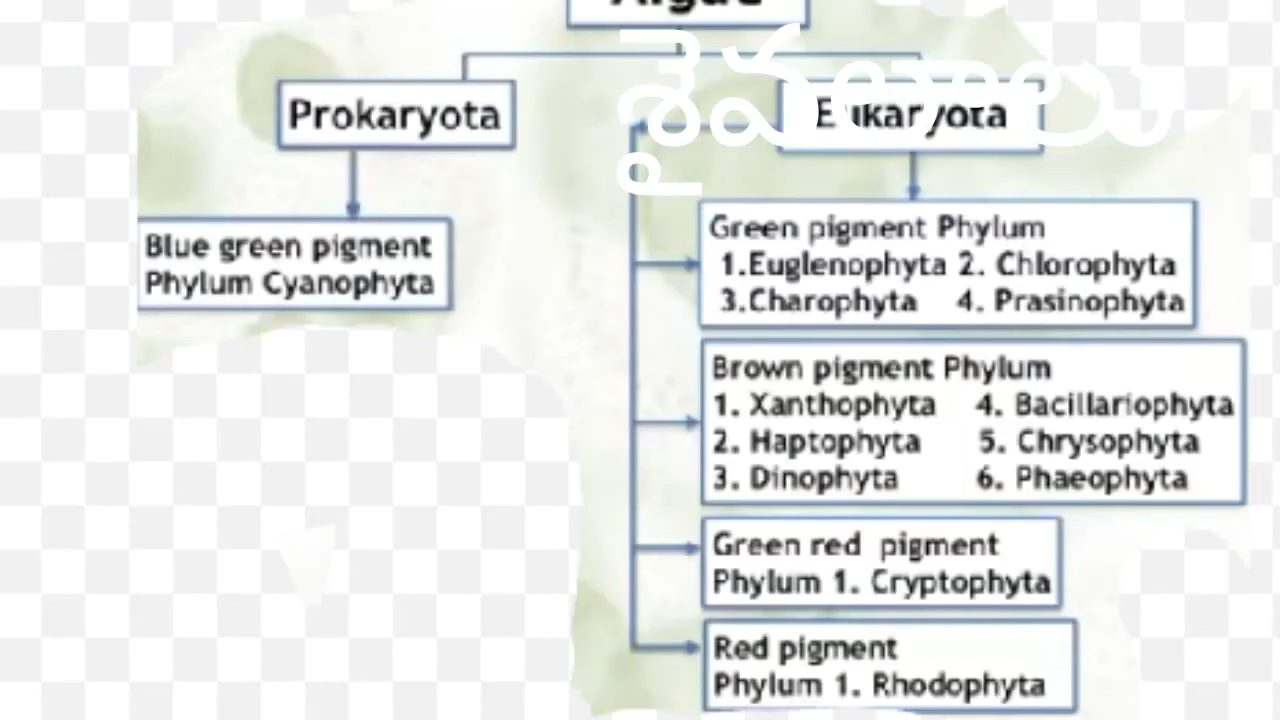 Algae
Prokaryota
Eukaryota
Blue green pigment
Phylum Cyanophyta
Green pigment Phylum
1.Euglenophyta 2. Chlorophyta
3.Charophyta 4. Prasinophyta
Brown pigment Phylum
1. Xanthophyta 4. Bacillariophyta
2. Haptophyta 5. Chrysophyta
3. Dinophyta 6. Phaeophyta
Green red pigment
Phylum 1. Cryptophyta
Red pigment
Phylum 1. Rhodophyta